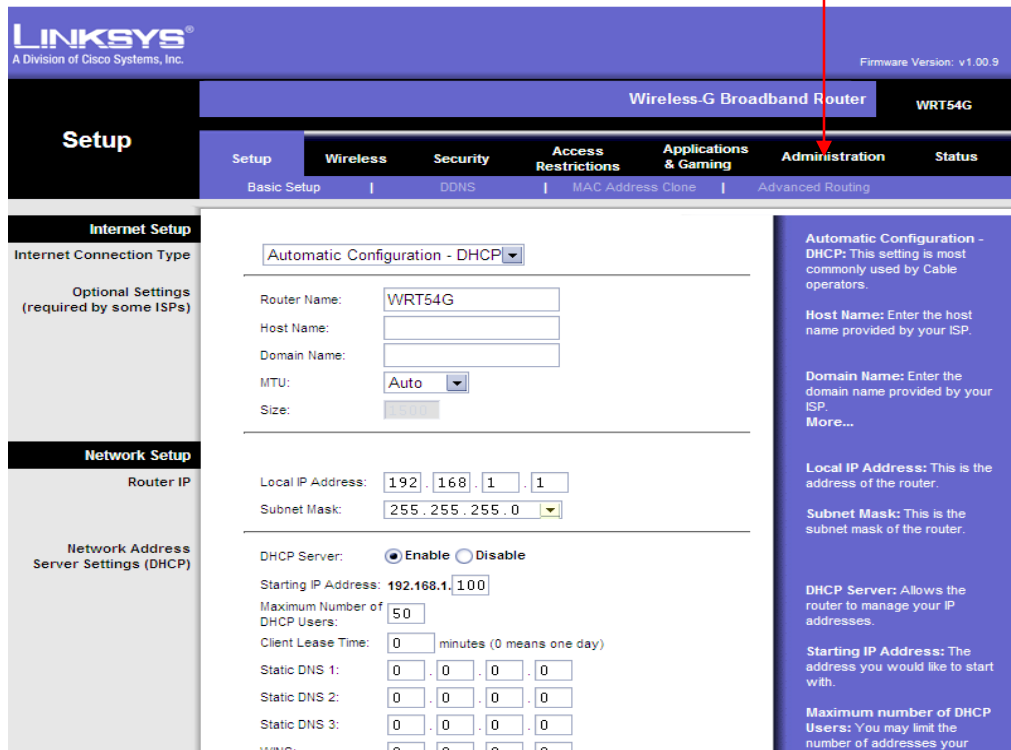 LINKSYS®
A Division of Cisco Systems, Inc.
Firmware Version: v1.00.9
Wireless-G Broadband Router
WRT54G
Setup
Setup
Wireless
Security
Access
Restrictions
Applications
& Gaming
Administration
Status
Basic Setup | DDNS | MAC Address Clone | Advanced Routing
Internet Setup
Internet Connection Type
Automatic Configuration - DHCP
Optional Settings
(required by some ISPs)
Router Name: WRT54G
Host Name:
Domain Name:
MTU: Auto
Size: 1500
Network Setup
Router IP
Local IP Address: 192 . 168 . 1 . 1
Subnet Mask: 255.255.255.0
Network Address
Server Settings (DHCP)
DHCP Server: Enable Disable
Starting IP Address: 192.168.1. 100
Maximum Number of
DHCP Users: 50
Client Lease Time: 0 minutes (0 means one day)
Static DNS 1: 0 . 0 . 0 . 0
Static DNS 2: 0 . 0 . 0 . 0
Static DNS 3: 0 . 0 . 0 . 0
WINS: 0 . 0 . 0 . 0
Automatic Configuration -
DHCP: This setting is most
commonly used by Cable
operators.
Host Name: Enter the host
name provided by your ISP.
Domain Name: Enter the
domain name provided by your
ISP.
More...
Local IP Address: This is the
address of the router.
Subnet Mask: This is the
subnet mask of the router.
DHCP Server: Allows the
router to manage your IP
addresses.
Starting IP Address: The
address you would like to start
with.
Maximum number of DHCP
Users: You may limit the
number of addresses your